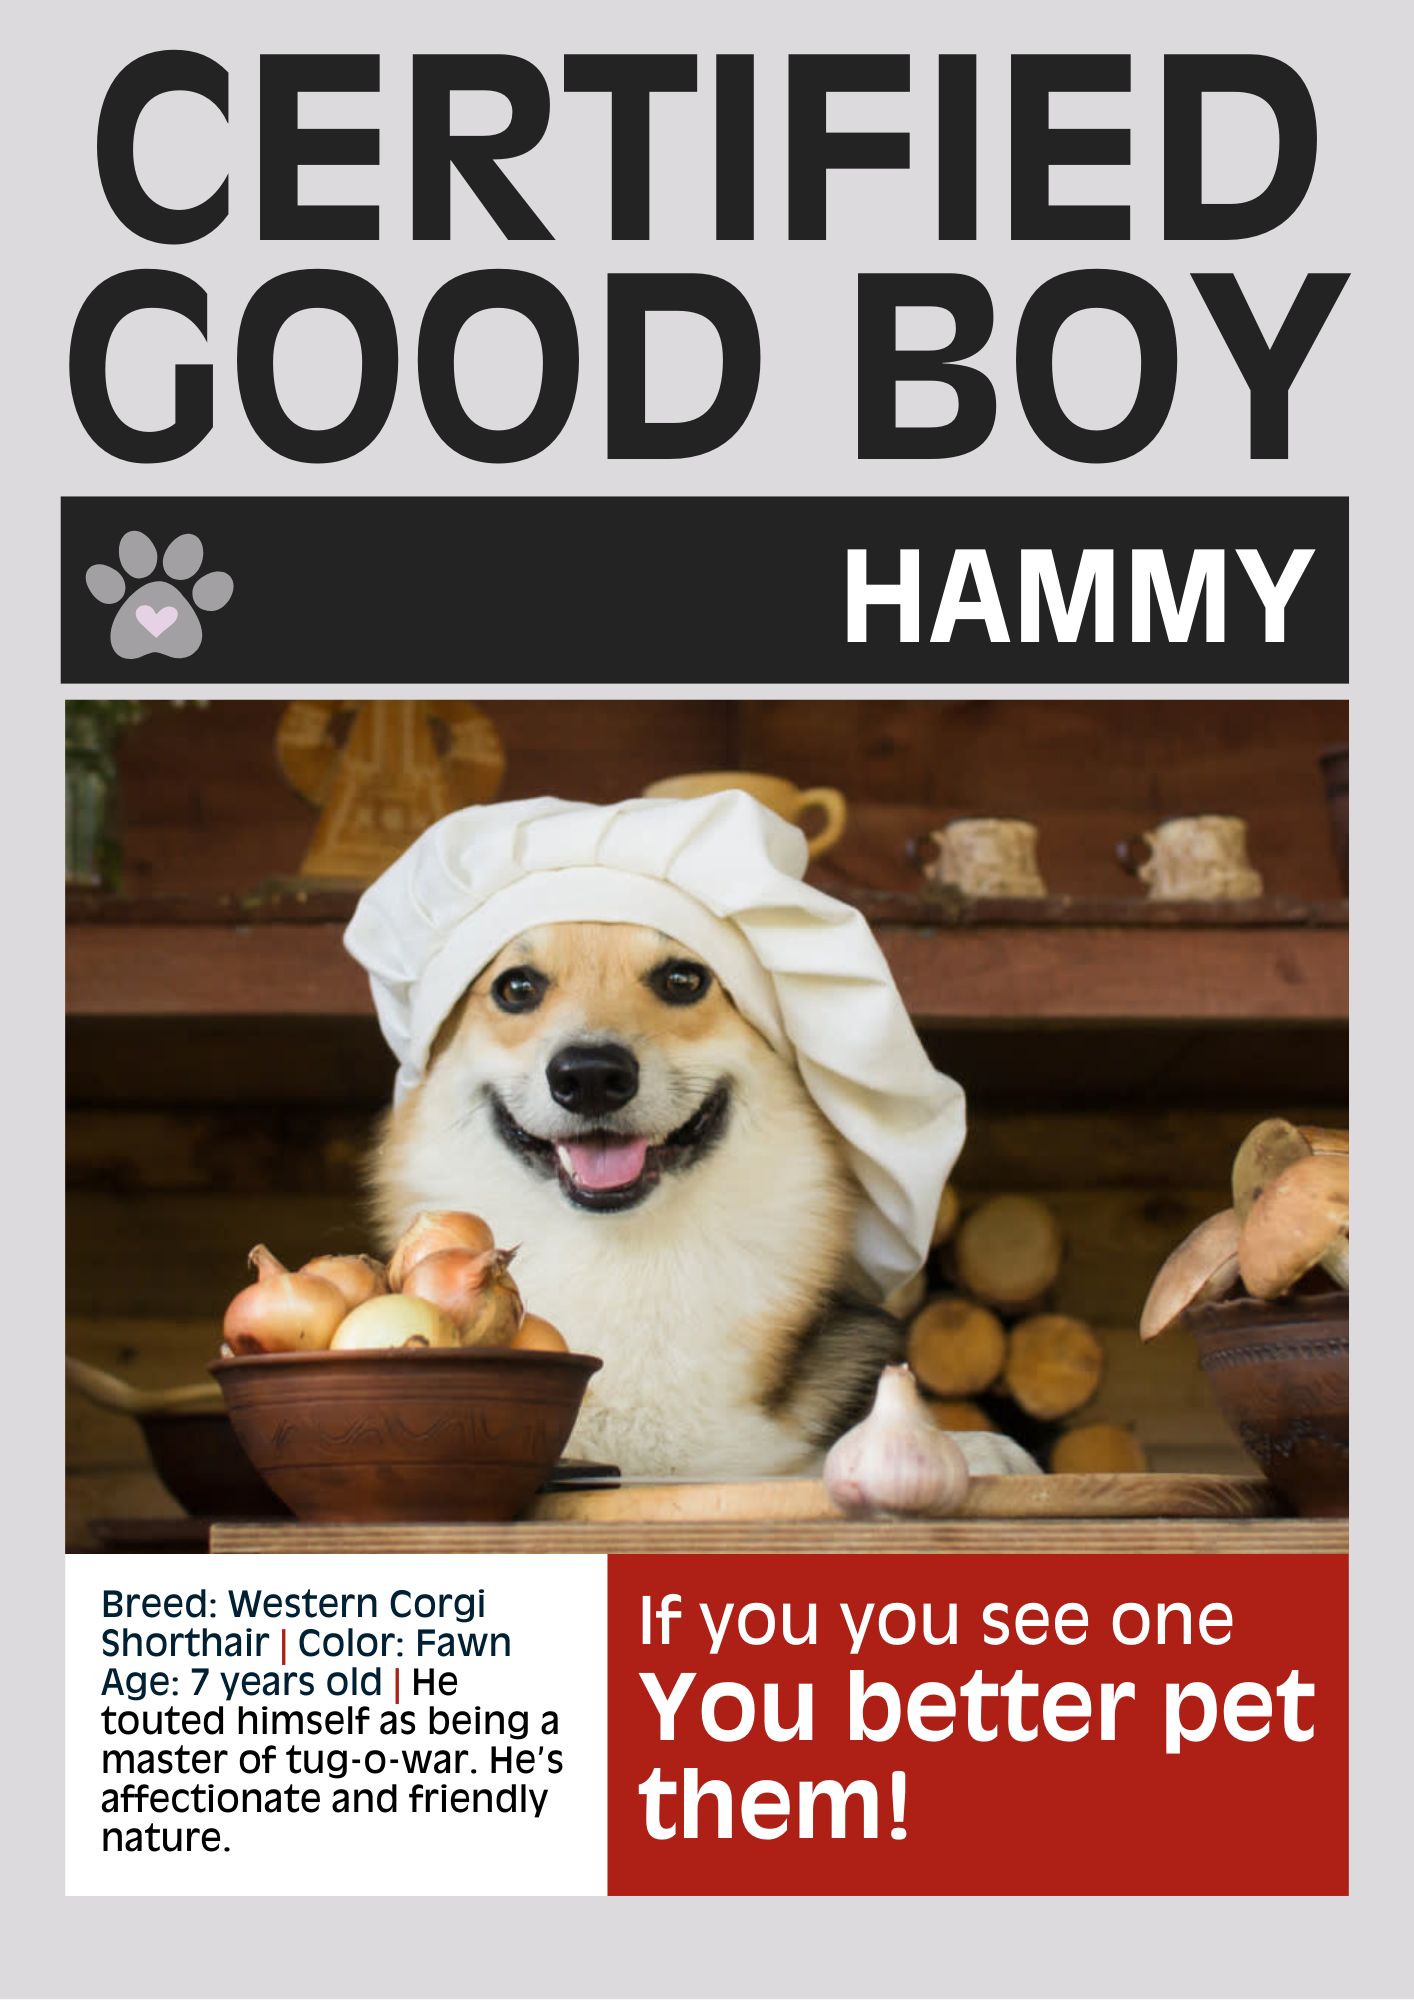 CERTIFIED
GOOD BOY
HAMMY
Breed: Western Corgi
Shorthair | Color: Fawn
Age: 7 years old | He
touted himself as being a
master of tug-o-war. He's
affectionate and friendly
nature.
If you you see one
You better pet
them!